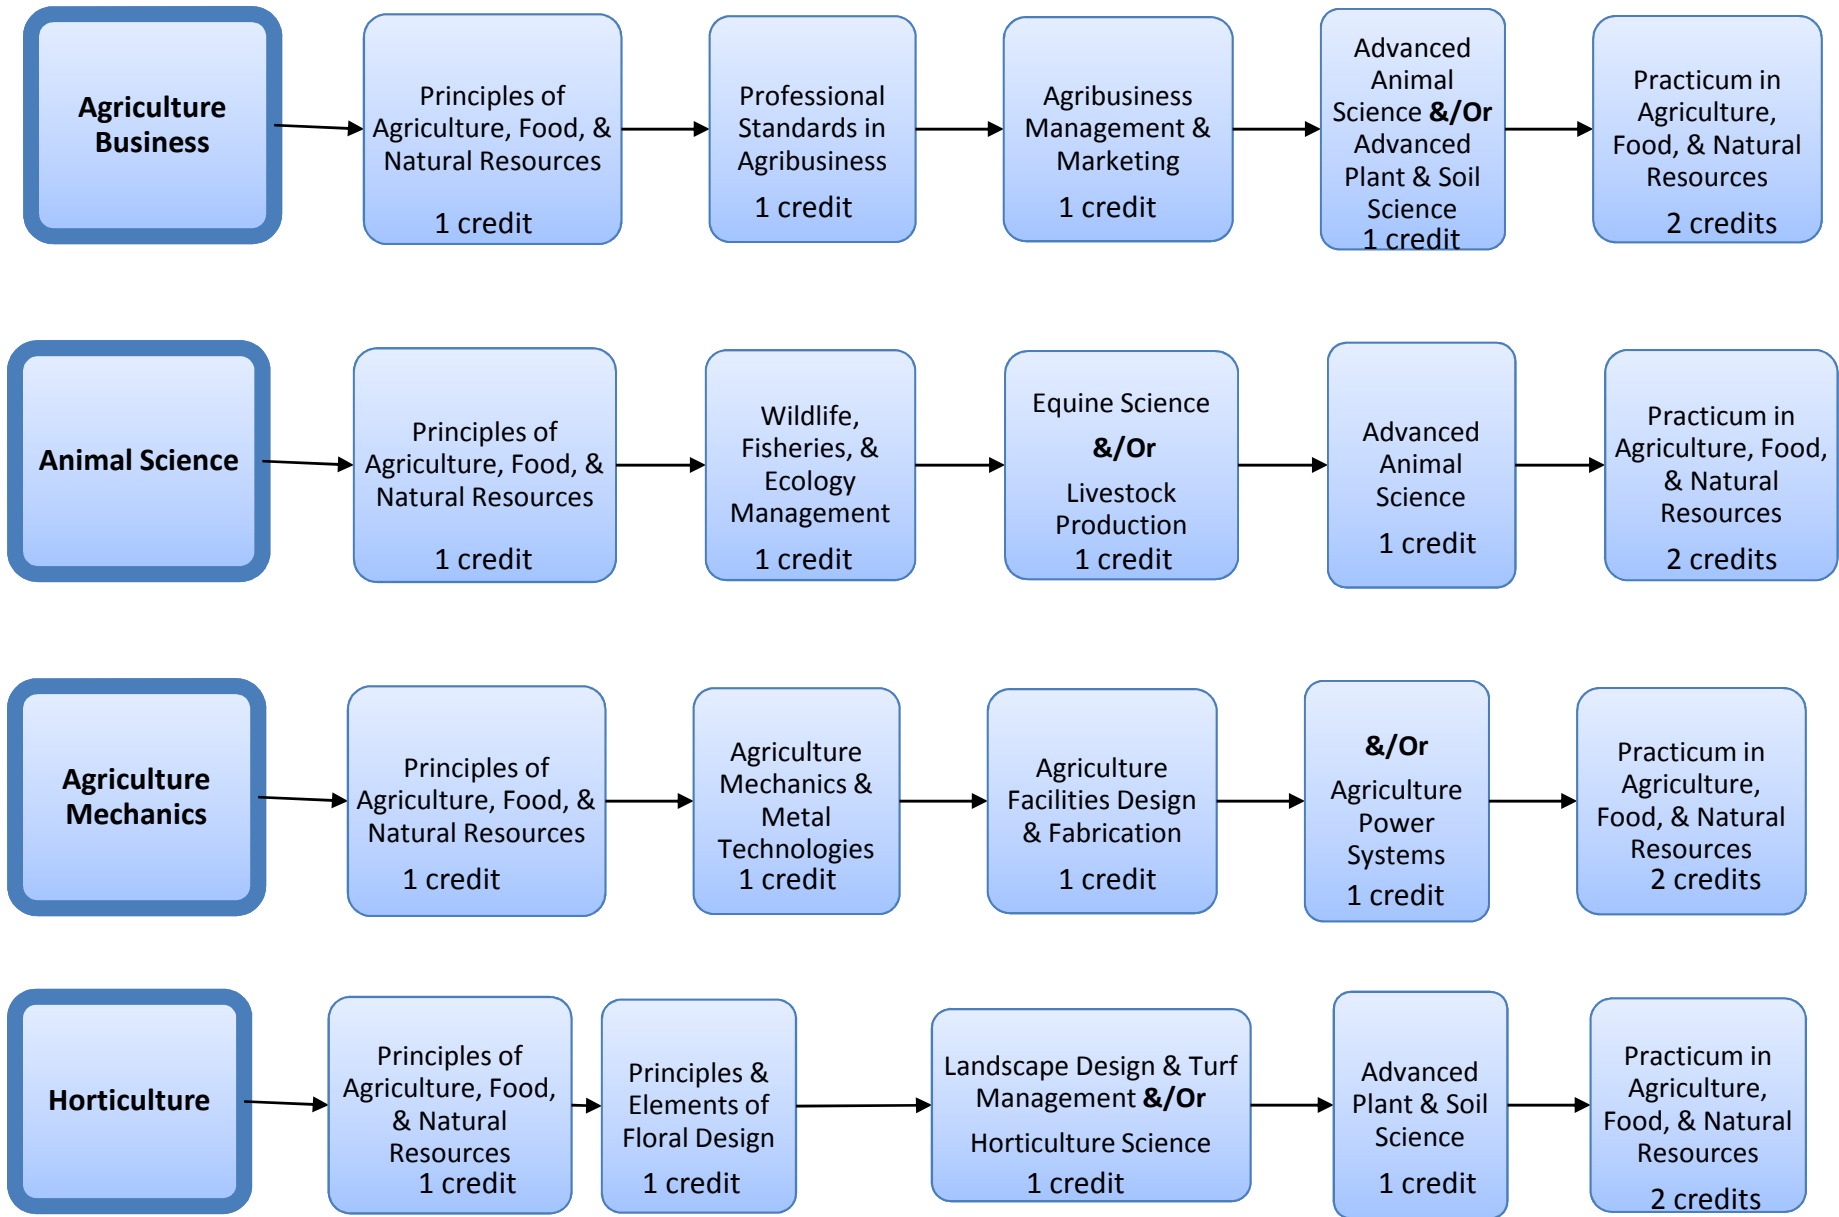 Agriculture
Business
Principles of
Agriculture, Food, &
Natural Resources
1 credit
Professional
Standards in
Agribusiness
1 credit
Agribusiness
Management &
Marketing
1 credit
Advanced
Animal
Science &/Or
Advanced
Plant & Soil
Science
1 credit
Practicum in
Agriculture,
Food, & Natural
Resources
2 credits
Animal Science
Principles of
Agriculture, Food, &
Natural Resources
1 credit
Wildlife,
Fisheries, &
Ecology
Management
1 credit
Equine Science
&/Or
Livestock
Production
1 credit
Advanced
Animal
Science
1 credit
Practicum in
Agriculture, Food,
& Natural
Resources
2 credits
Agriculture
Mechanics
Principles of
Agriculture, Food, &
Natural Resources
1 credit
Agriculture
Mechanics &
Metal
Technologies
1 credit
Agriculture
Facilities Design
& Fabrication
1 credit
&/Or
Agriculture
Power
Systems
1 credit
Practicum in
Agriculture,
Food, & Natural
Resources
2 credits
Horticulture
Principles of
Agriculture, Food,
& Natural
Resources
1 credit
Principles &
Elements of
Floral Design
1 credit
Landscape Design & Turf
Management &/Or
Horticulture Science
1 credit
Advanced
Plant & Soil
Science
1 credit
Practicum in
Agriculture,
Food, & Natural
Resources
2 credits